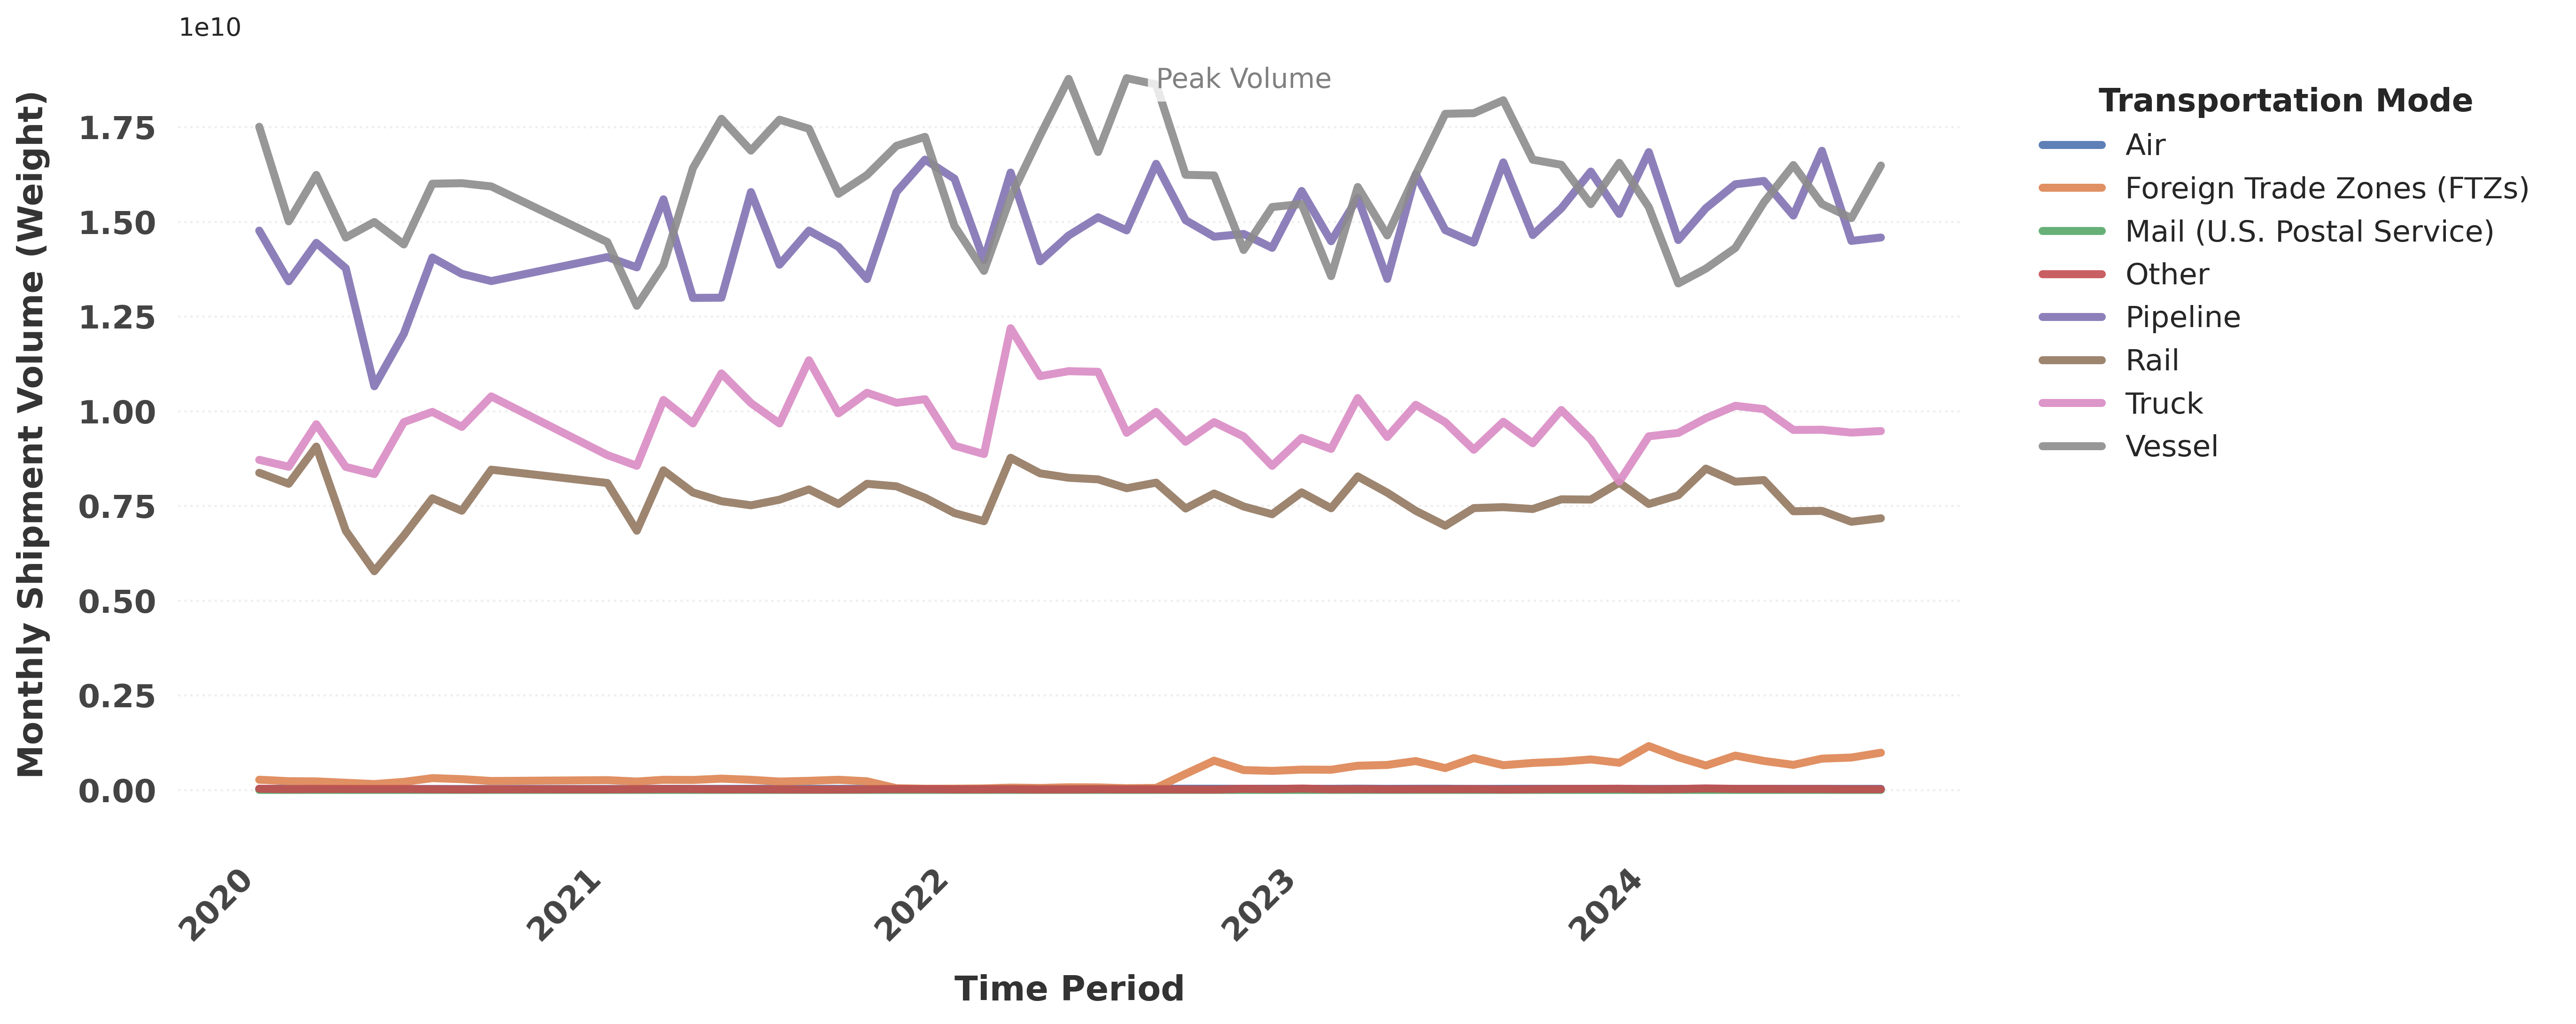 1e10
Monthly Shipment Volume (Weight)
1.75
1.50
1.25
1.00
0.75
0.50
0.25
0.00
Peak Volume
2020
2021
2022
2023
2024
Time Period
Transportation Mode
Air
Foreign Trade Zones (FTZs)
Mail (U.S. Postal Service)
Other
Pipeline
Rail
Truck
Vessel